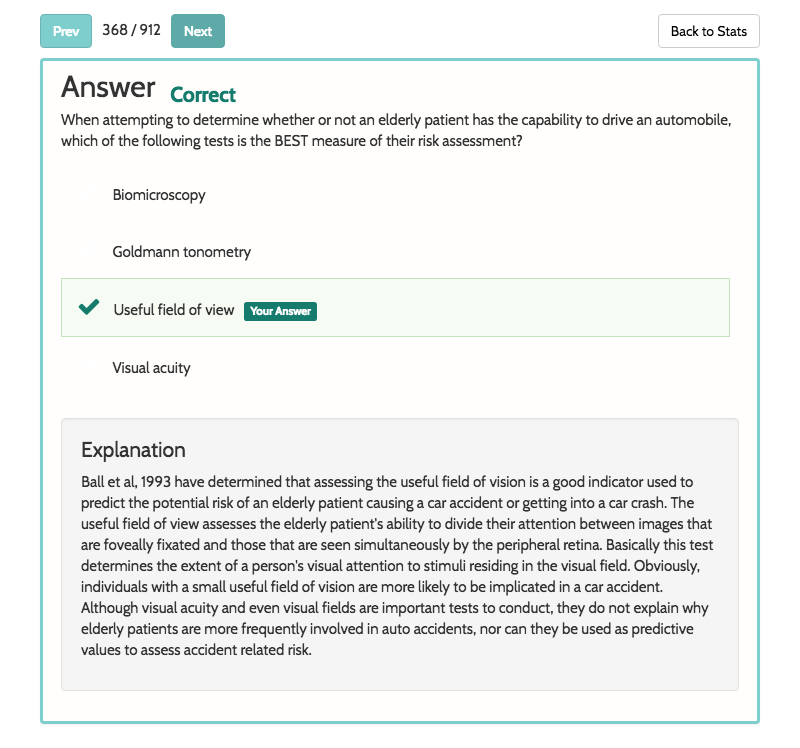 Prev 368 / 912 Next Back to Stats
Answer Correct
When attempting to determine whether or not an elderly patient has the capability to drive an automobile,
which of the following tests is the BEST measure of their risk assessment?
Biomicroscopy
Goldmann tonometry
Useful field of view Your Answer
Visual acuity
Explanation
Ball et al, 1993 have determined that assessing the useful field of vision is a good indicator used to
predict the potential risk of an elderly patient causing a car accident or getting into a car crash. The
useful field of view assesses the elderly patient's ability to divide their attention between images that
are foveally fixated and those that are seen simultaneously by the peripheral retina. Basically this test
determines the extent of a person's visual attention to stimuli residing in the visual field. Obviously,
individuals with a small useful field of vision are more likely to be implicated in a car accident.
Although visual acuity and even visual fields are important tests to conduct, they do not explain why
elderly patients are more frequently involved in auto accidents, nor can they be used as predictive
values to assess accident related risk.